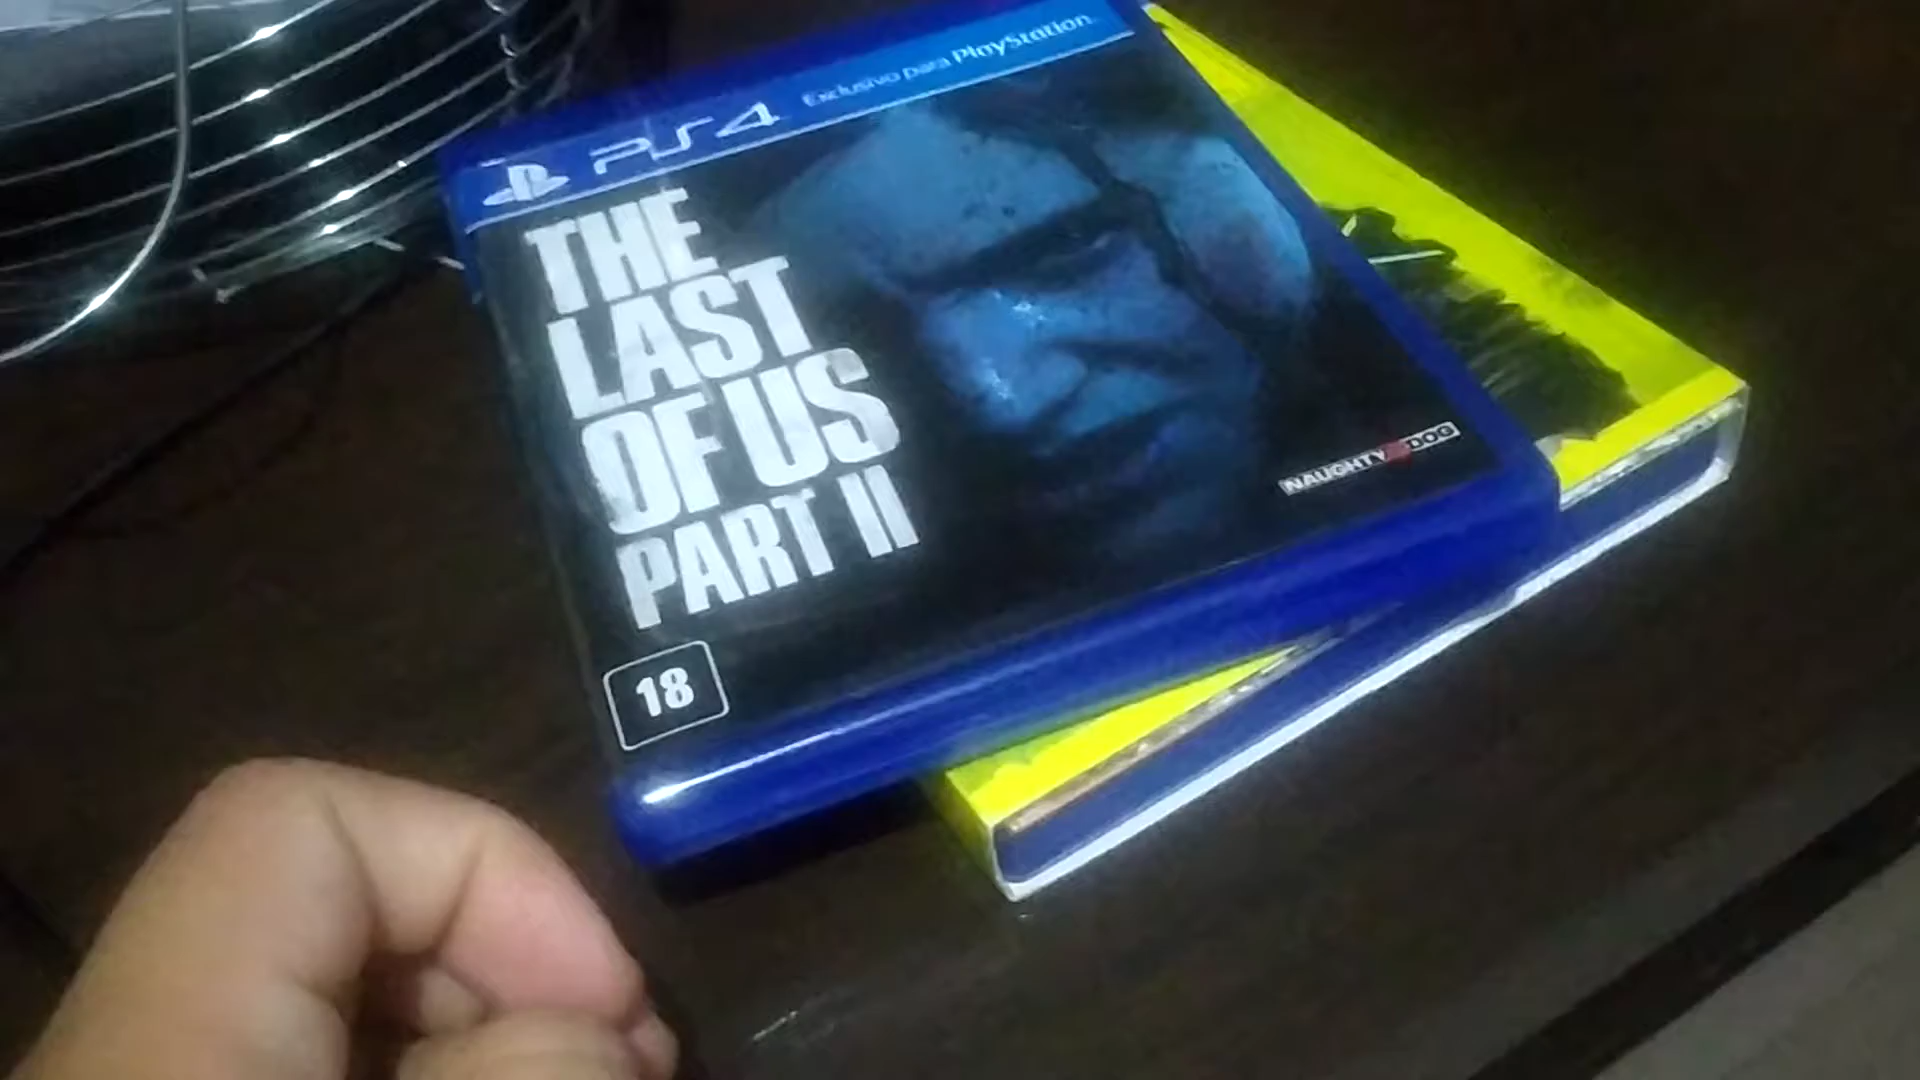 PS4
Exclusivo para PlayStation
THE
LAST
OF US
PART II
NAUGHTY DOG
18